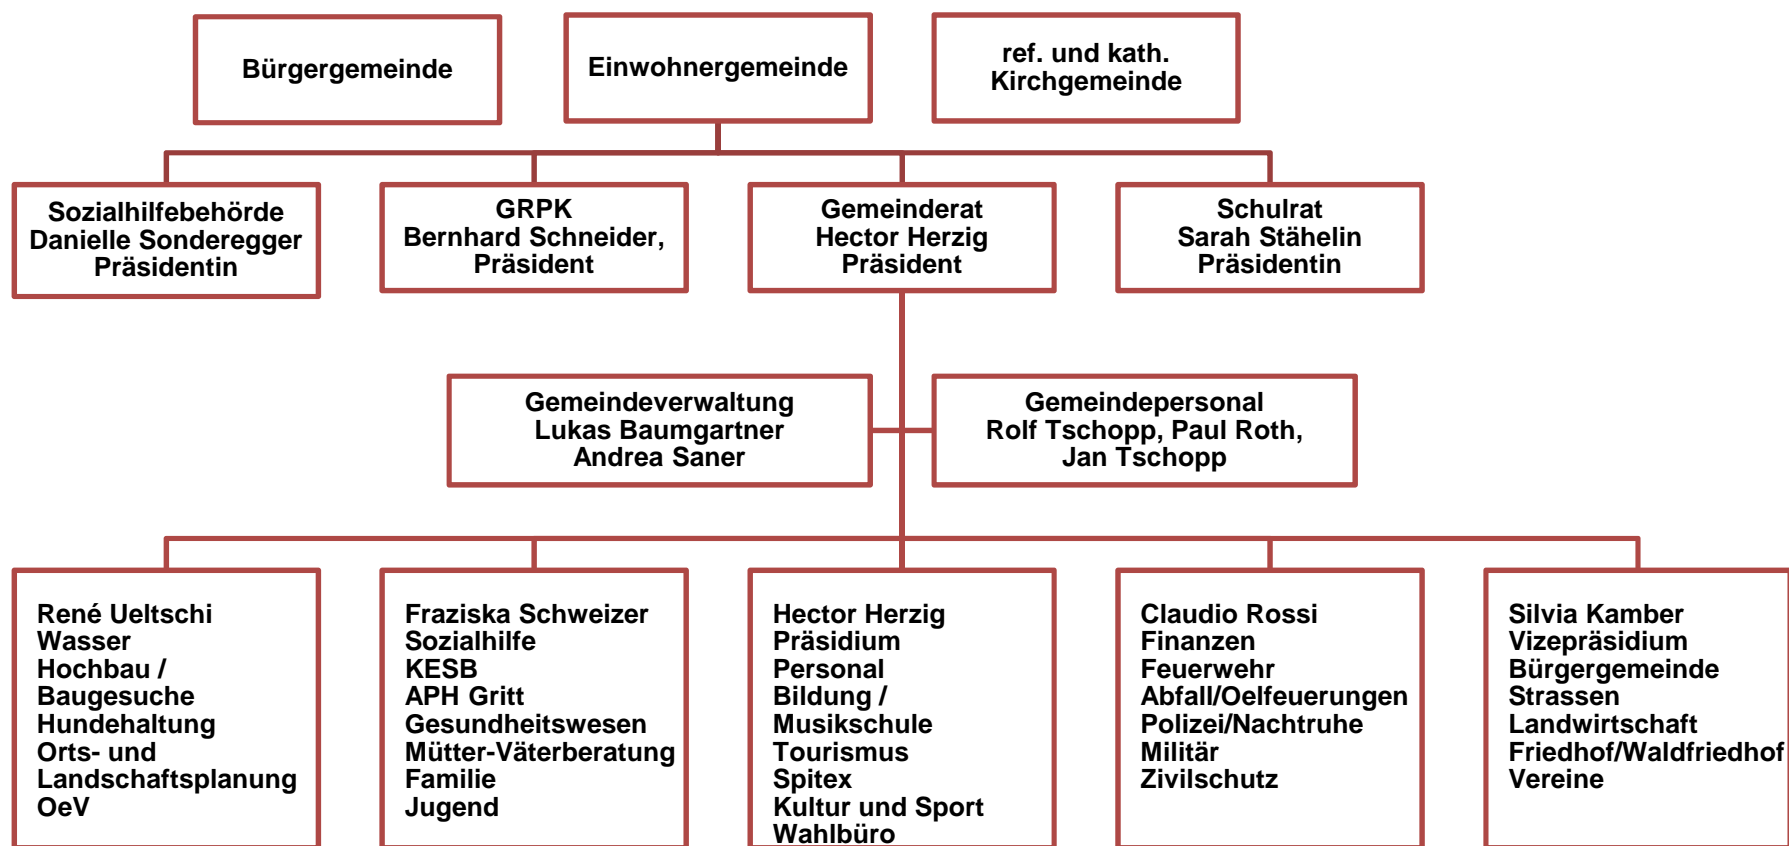 Bürgergemeinde
Einwohnergemeinde
ref. und kath.
Kirchgemeinde
Sozialhilfebehörde
Danielle Sonderegger
Präsidentin
GRPK
Bernhard Schneider,
Präsident
Gemeinderat
Hector Herzig
Präsident
Schulrat
Sarah Stähelin
Präsidentin
Gemeindeverwaltung
Lukas Baumgartner
Andrea Saner
Gemeindepersonal
Rolf Tschopp, Paul Roth,
Jan Tschopp
René Ueltschi
Wasser
Hochbau /
Baugesuche
Hundehaltung
Orts- und
Landschaftsplanung
OeV
Fraziska Schweizer
Sozialhilfe
KESB
APH Gritt
Gesundheitswesen
Mütter-Väterberatung
Familie
Jugend
Hector Herzig
Präsidium
Personal
Bildung /
Musikschule
Tourismus
Spitex
Kultur und Sport
Wahlbüro
Claudio Rossi
Finanzen
Feuerwehr
Abfall/Oelfeuerungen
Polizei/Nachtruhe
Militär
Zivilschutz
Silvia Kamber
Vizepräsidium
Bürgergemeinde
Strassen
Landwirtschaft
Friedhof/Waldfriedhof
Vereine